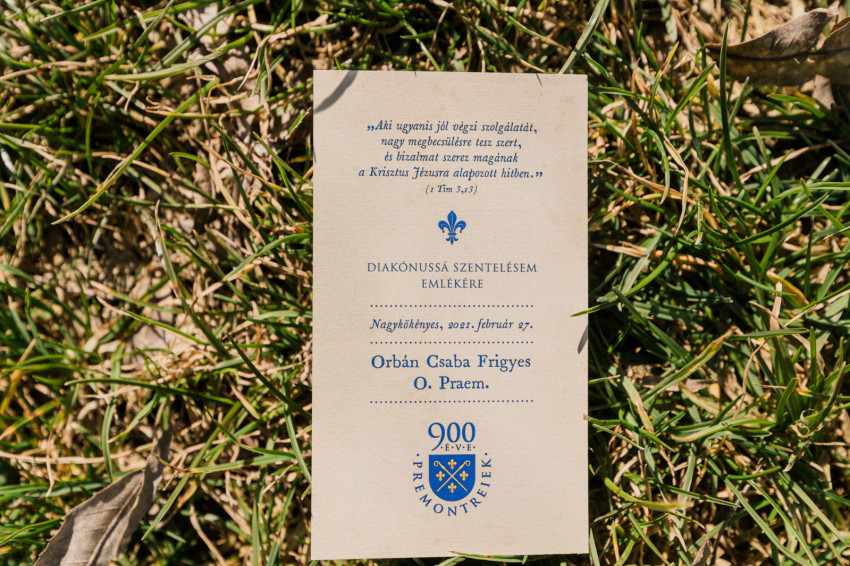 „Aki ugyanis jól végzi szolgálatát,
nagy megbecsülésre tesz szert,
és bizalmat szerez magának
a Krisztus Jézusra alapozott hitben.”
(1 Tim 3,13)
DIAKÓNUSSÁ SZENTELÉSEM
EMLÉKÉRE
Nagykökényes, 2021. február 27.
Orbán Csaba Frigyes
O. Praem.
900
·É·V·E·
·PREMONTREIEK·